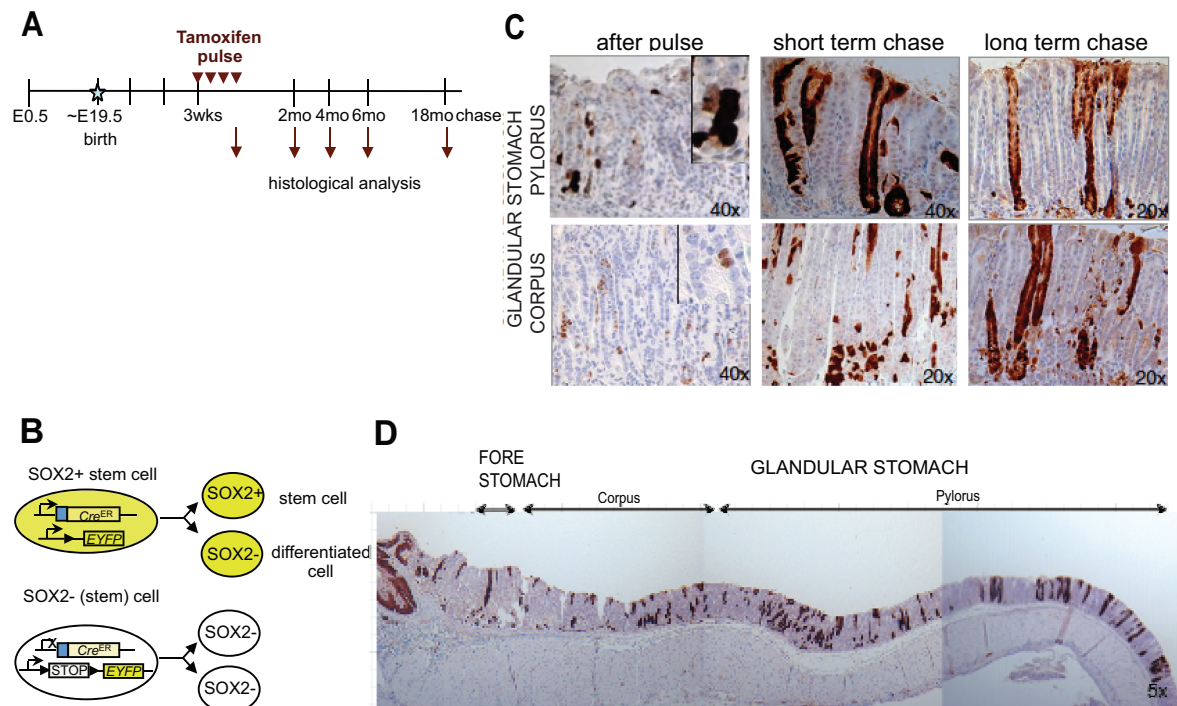 A
Tamoxifen
pulse
E0.5
~E19.5
birth
3wks
2mo 4mo 6mo
18mo chase
histological analysis
B
SOX2+ stem cell
Cre^ER
EYFP
SOX2+
stem cell
SOX2-
differentiated
cell
SOX2- (stem) cell
X
Cre^ER
STOP
EYFP
SOX2-
SOX2-
C
after pulse
short term chase
long term chase
GLANDULAR STOMACH
PYLORUS
CORPUS
40x
40x
20x
40x
20x
20x
D
FORE
STOMACH
GLANDULAR STOMACH
Corpus
Pylorus
5x